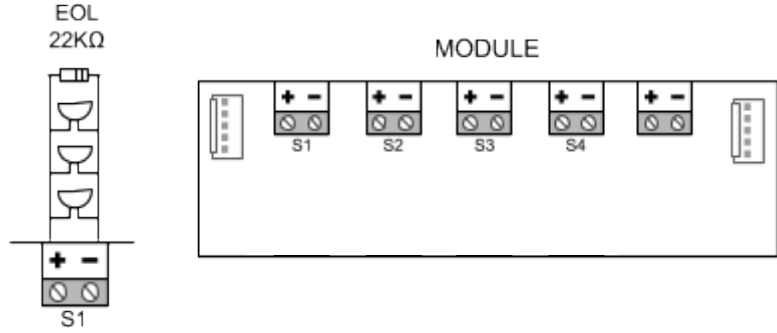 EOL
22KΩ
+ -
S1
MODULE
+ - + - + - + - + -
S1 S2 S3 S4